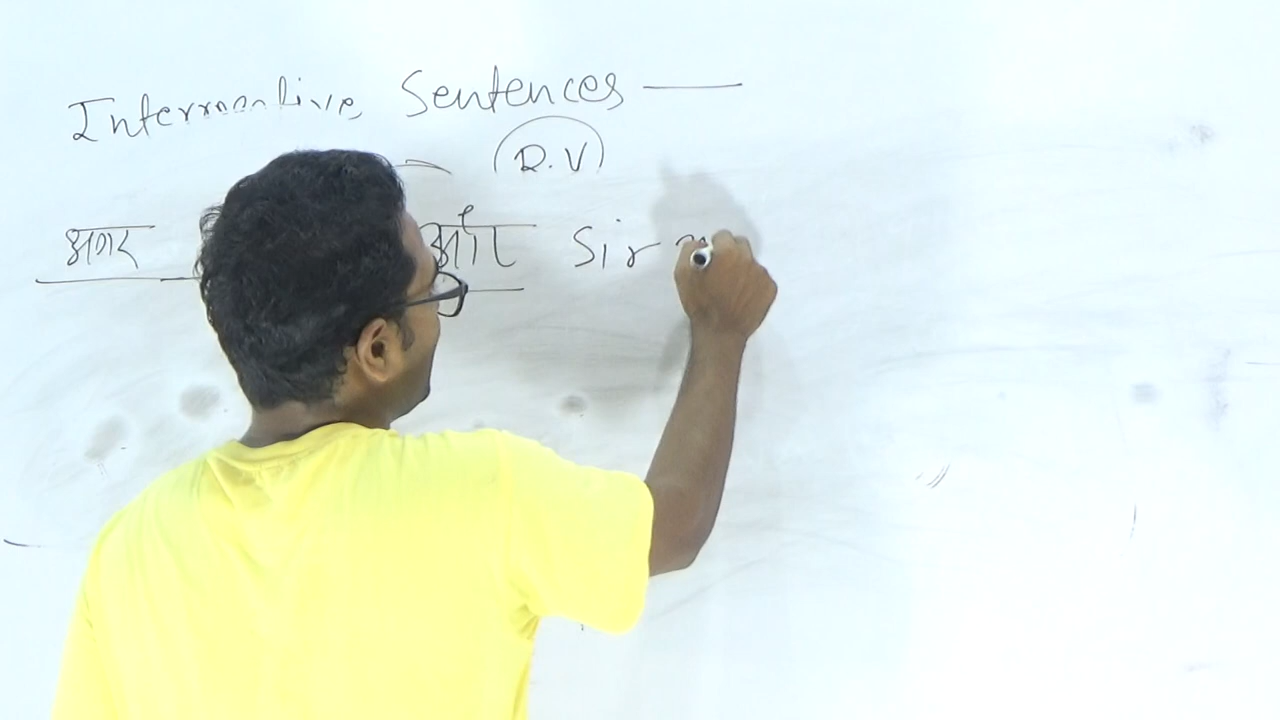 Interrogative Sentences —
(R.V)
अगर और Sir